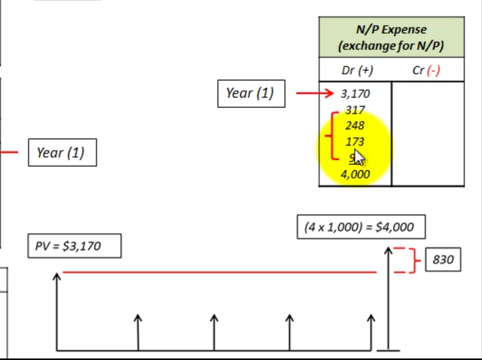 N/P Expense
(exchange for N/P)
Dr (+) Cr (-)
Year (1)
3,170
317
248
173
4,000
Year (1)
(4 x 1,000) = $4,000
PV = $3,170
830